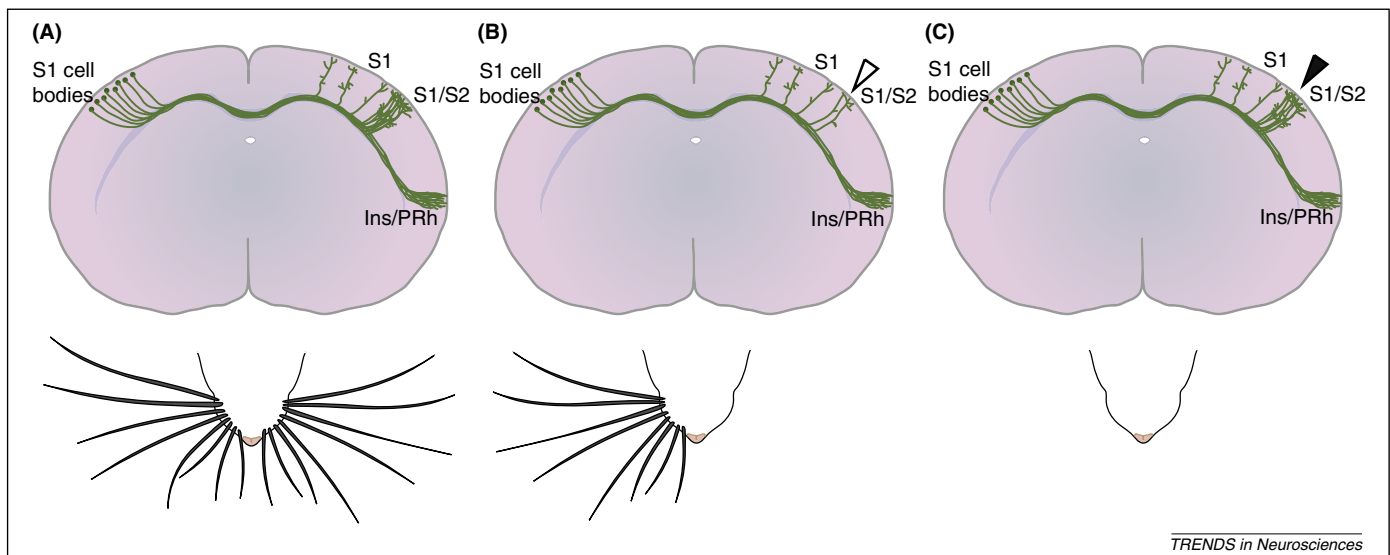 (A)
S1 cell
bodies
S1
S1/S2
Ins/PRh
(B)
S1 cell
bodies
S1
S1/S2
Ins/PRh
(C)
S1 cell
bodies
S1
S1/S2
Ins/PRh
TRENDS in Neurosciences